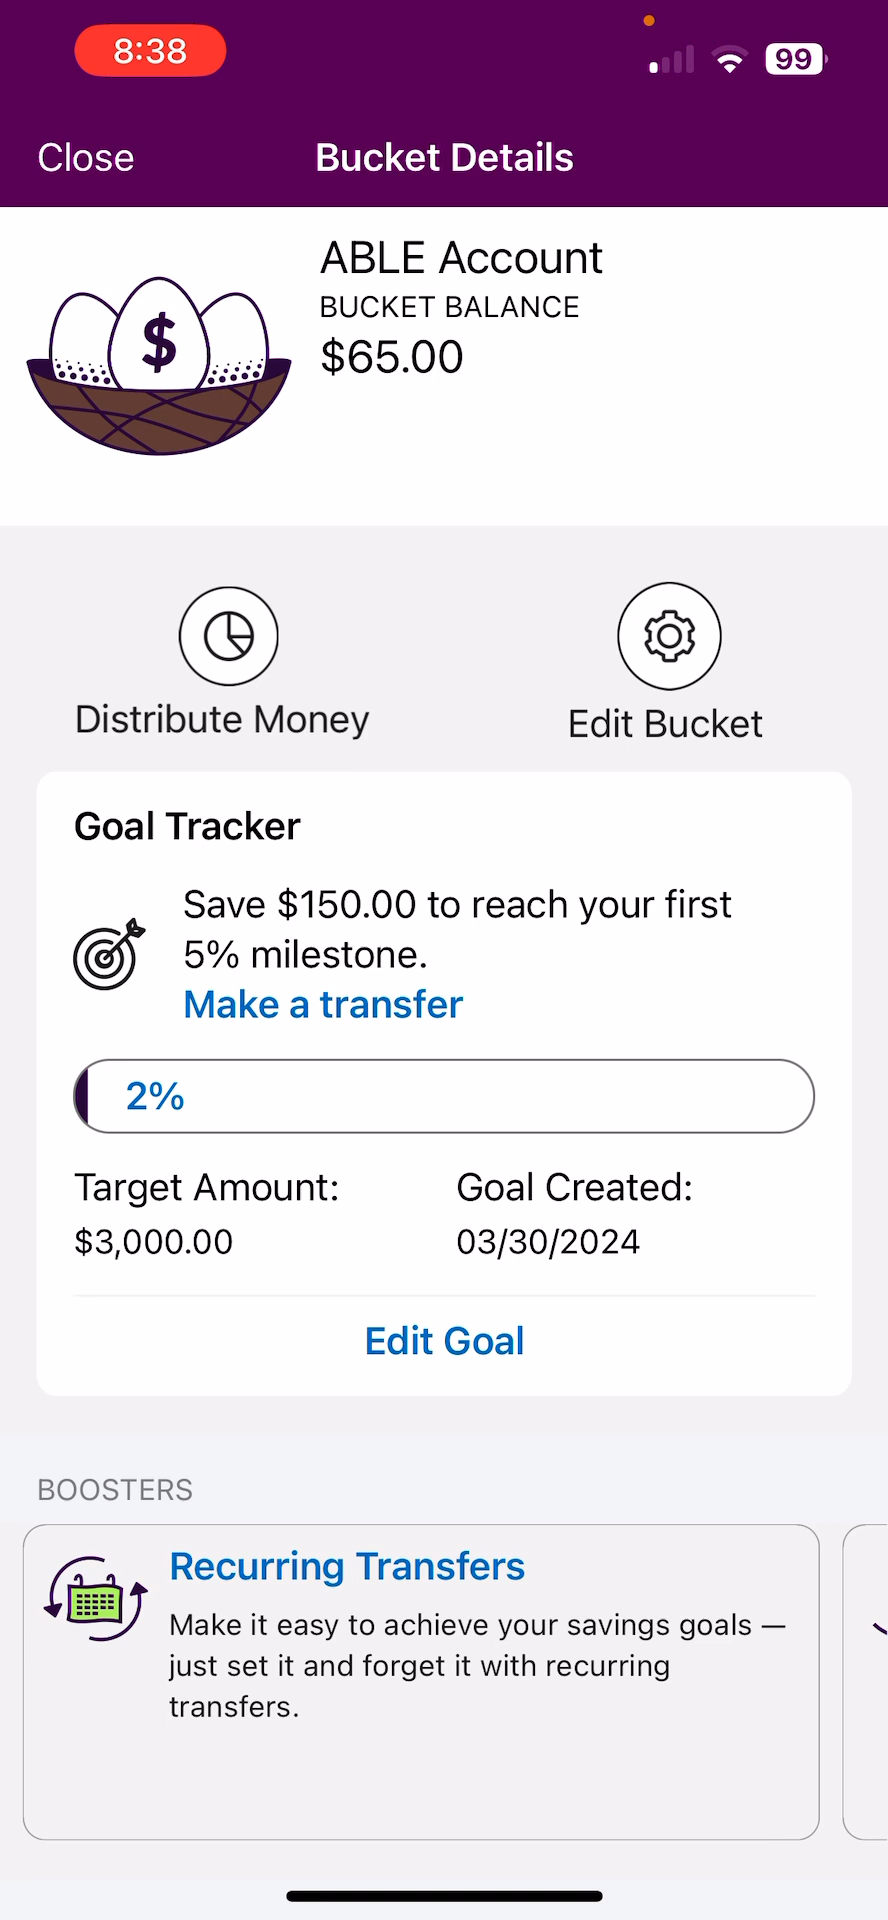 8:38
99
Close
Bucket Details
ABLE Account
BUCKET BALANCE
$65.00
$
Distribute Money
Edit Bucket
Goal Tracker
Save $150.00 to reach your first
5% milestone.
Make a transfer
2%
Target Amount:
Goal Created:
$3,000.00
03/30/2024
Edit Goal
BOOSTERS
Recurring Transfers
Make it easy to achieve your savings goals —
just set it and forget it with recurring
transfers.